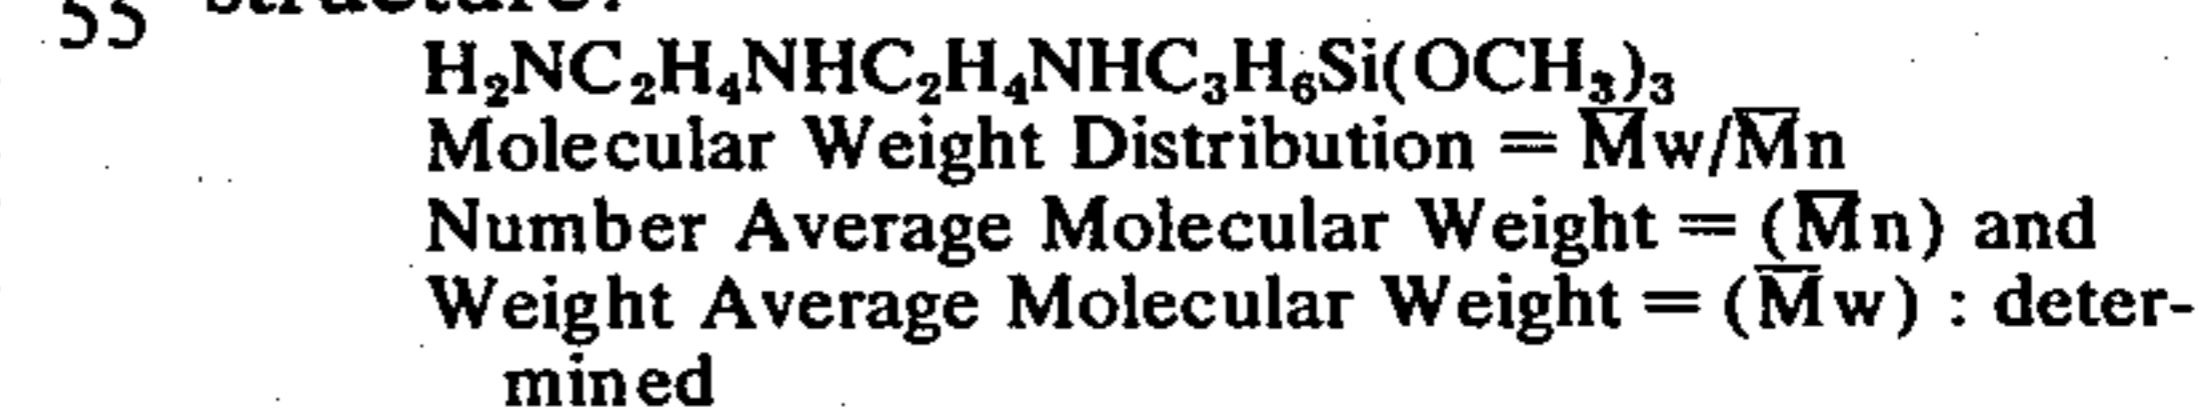 55 structure:
H₂NC₂H₄NHC₂H₄NHC₃H₆Si(OCH₃)₃
Molecular Weight Distribution = M̅w/M̅n
Number Average Molecular Weight = (M̅n) and
Weight Average Molecular Weight = (M̅w) : deter-
mined